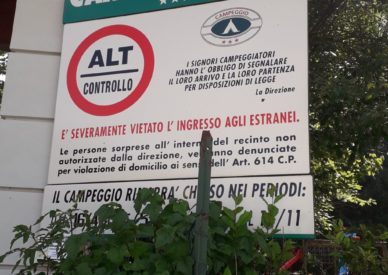 CAMPEGGIO
ALT
CONTROLLO
I SIGNORI CAMPEGGIATORI
HANNO L'OBBLIGO DI SEGNALARE
IL LORO ARRIVO E LA LORO PARTENZA
PER DISPOSIZIONI DI LEGGE
La Direzione
E' SEVERAMENTE VIETATO L'INGRESSO AGLI ESTRANEI.
Le persone sorprese all'interno del recinto non
autorizzate dalla direzione, verranno denunciate
per violazione di domicilio ai sensi dell'Art. 614 C.P.
IL CAMPEGGIO RIMARRA' CHIUSO NEI PERIODI:
/11